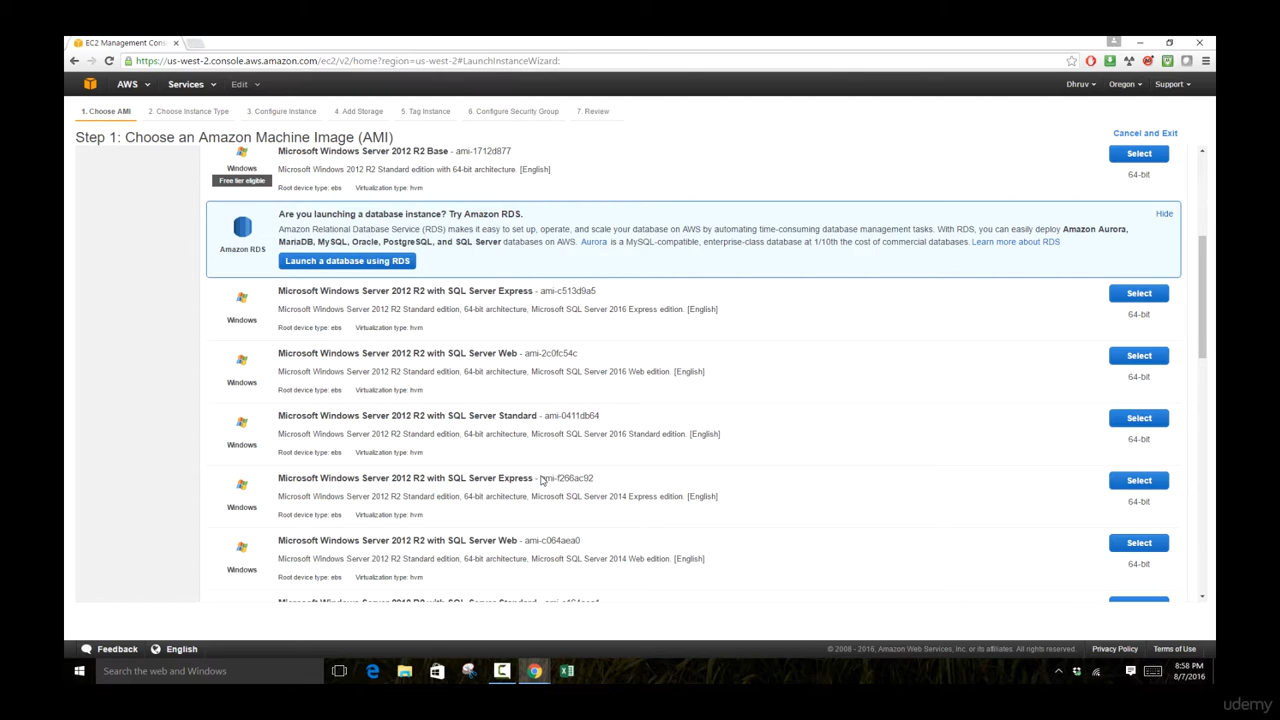 EC2 Management Cons
https://us-west-2.console.aws.amazon.com/ec2/v2/home?region=us-west-2#LaunchInstanceWizard:
AWS Services Edit Dhruv Oregon Support
1. Choose AMI 2. Choose Instance Type 3. Configure Instance 4. Add Storage 5. Tag Instance 6. Configure Security Group 7. Review
Step 1: Choose an Amazon Machine Image (AMI) Cancel and Exit
Microsoft Windows Server 2012 R2 Base - ami-1712d877 Select
Windows Microsoft Windows 2012 R2 Standard edition with 64-bit architecture. [English] 64-bit
Free tier eligible Root device type: ebs Virtualization type: hvm
Are you launching a database instance? Try Amazon RDS. Hide
Amazon Relational Database Service (RDS) makes it easy to set up, operate, and scale your database on AWS by automating time-consuming database management tasks. With RDS, you can easily deploy Amazon Aurora,
Amazon RDS MariaDB, MySQL, Oracle, PostgreSQL, and SQL Server databases on AWS. Aurora is a MySQL-compatible, enterprise-class database at 1/10th the cost of commercial databases. Learn more about RDS
Launch a database using RDS
Microsoft Windows Server 2012 R2 with SQL Server Express - ami-c513d9a5 Select
Microsoft Windows Server 2012 R2 Standard edition, 64-bit architecture, Microsoft SQL Server 2016 Express edition. [English] 64-bit
Windows Root device type: ebs Virtualization type: hvm
Microsoft Windows Server 2012 R2 with SQL Server Web - ami-2c0fc54c Select
Microsoft Windows Server 2012 R2 Standard edition, 64-bit architecture, Microsoft SQL Server 2016 Web edition. [English] 64-bit
Windows Root device type: ebs Virtualization type: hvm
Microsoft Windows Server 2012 R2 with SQL Server Standard - ami-0411db64 Select
Microsoft Windows Server 2012 R2 Standard edition, 64-bit architecture, Microsoft SQL Server 2016 Standard edition. [English] 64-bit
Windows Root device type: ebs Virtualization type: hvm
Microsoft Windows Server 2012 R2 with SQL Server Express - ami-f266ac92 Select
Microsoft Windows Server 2012 R2 Standard edition, 64-bit architecture, Microsoft SQL Server 2014 Express edition. [English] 64-bit
Windows Root device type: ebs Virtualization type: hvm
Microsoft Windows Server 2012 R2 with SQL Server Web - ami-c064aea0 Select
Microsoft Windows Server 2012 R2 Standard edition, 64-bit architecture, Microsoft SQL Server 2014 Web edition. [English] 64-bit
Windows Root device type: ebs Virtualization type: hvm
Microsoft Windows Server 2012 R2 with SQL Server Standard
Feedback English © 2008 - 2016, Amazon Web Services, Inc. or its affiliates. All rights reserved. Privacy Policy Terms of Use
Search the web and Windows 8:58 PM
8/7/2016
udemy